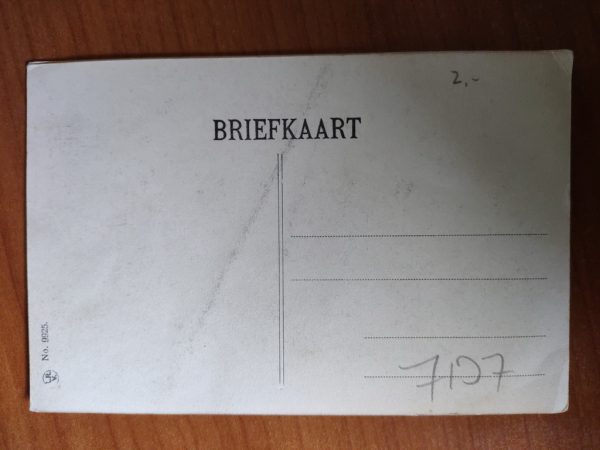 2,-
BRIEFKAART
7107
No. 9925.